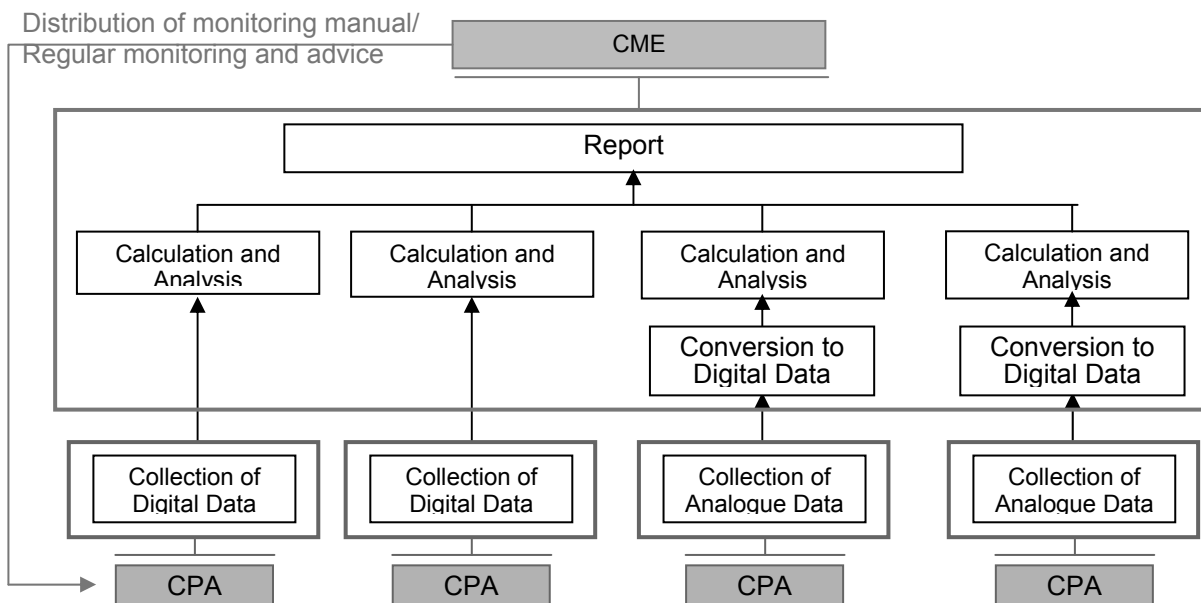 Distribution of monitoring manual/
Regular monitoring and advice
CME
Report
Calculation and
Analysis
Calculation and
Analysis
Calculation and
Analysis
Calculation and
Analysis
Conversion to
Digital Data
Conversion to
Digital Data
Collection of
Digital Data
Collection of
Digital Data
Collection of
Analogue Data
Collection of
Analogue Data
CPA
CPA
CPA
CPA